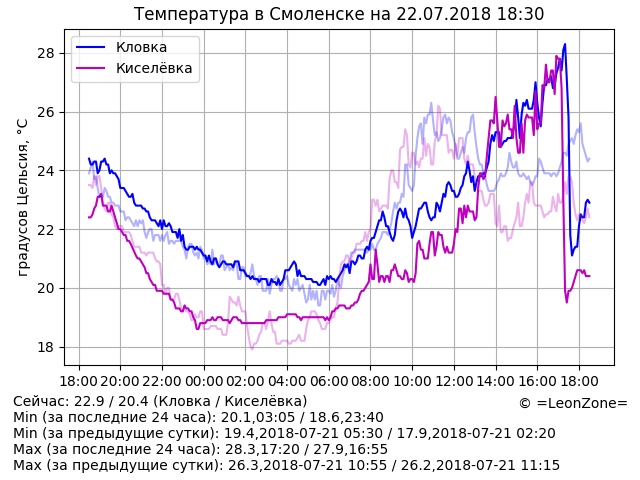 Температура в Смоленске на 22.07.2018 18:30
Кловка
Киселёвка
градусов Цельсия, °C
28
26
24
22
20
18
18:00 20:00 22:00 00:00 02:00 04:00 06:00 08:00 10:00 12:00 14:00 16:00 18:00
Сейчас: 22.9 / 20.4 (Кловка / Киселёвка)
© =LeonZone=
Min (за последние 24 часа): 20.1,03:05 / 18.6,23:40
Min (за предыдущие сутки): 19.4,2018-07-21 05:30 / 17.9,2018-07-21 02:20
Max (за последние 24 часа): 28.3,17:20 / 27.9,16:55
Max (за предыдущие сутки): 26.3,2018-07-21 10:55 / 26.2,2018-07-21 11:15